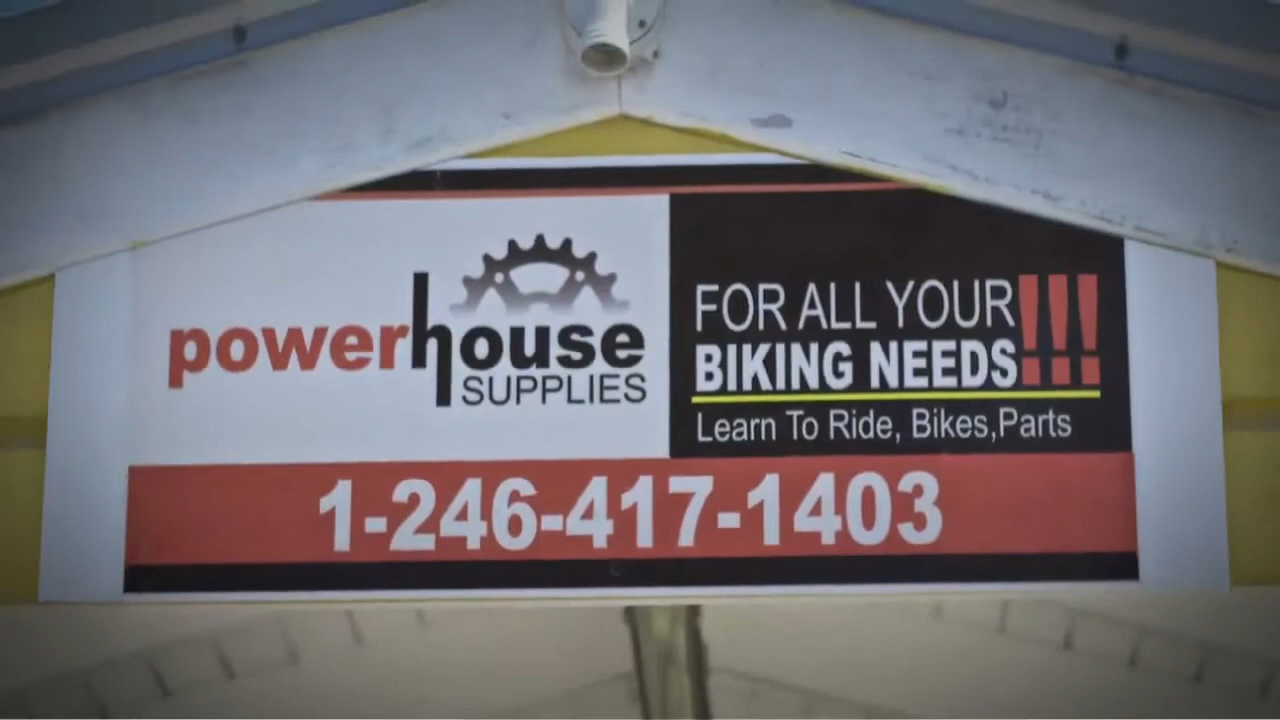 powerhouse
SUPPLIES
FOR ALL YOUR
BIKING NEEDS!!!
Learn To Ride, Bikes,Parts
1-246-417-1403